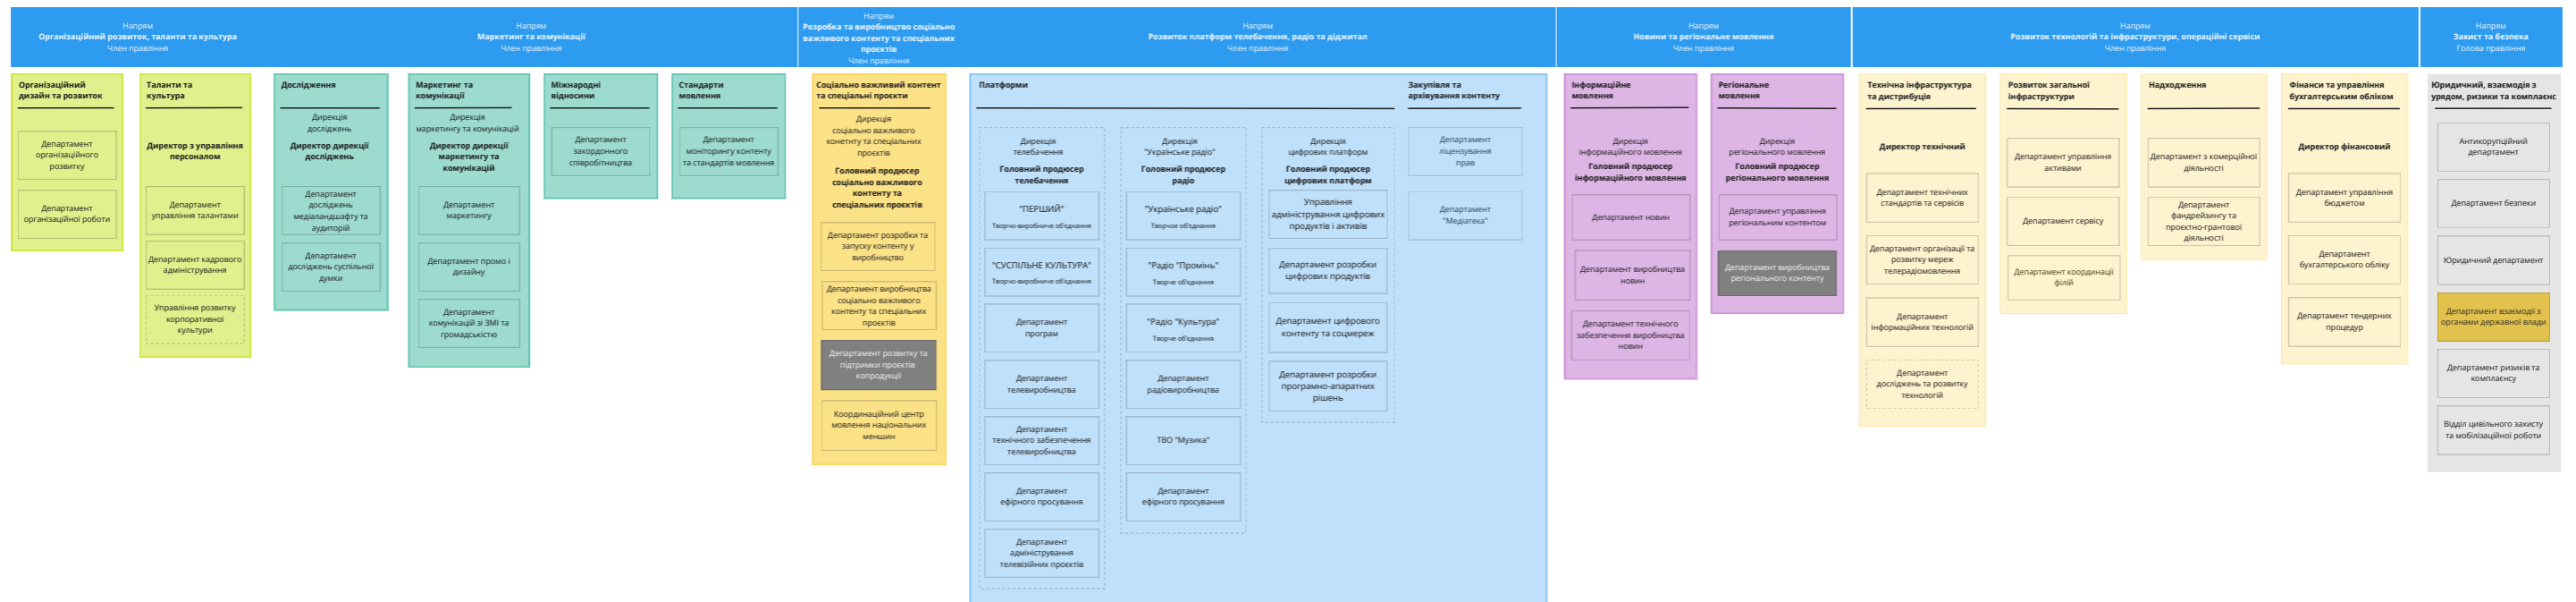 Напрям
Організаційний розвиток, таланти та культура
Член правління
Напрям
Маркетинг та комунікації
Член правління
Напрям
Розробка та виробництво соціально
важливого контенту та спеціальних
проєктів
Член правління
Напрям
Розвиток платформ телебачення, радіо та діджитал
Член правління
Напрям
Новини та регіональне мовлення
Член правління
Напрям
Розвиток технологій та інфраструктури, операційні сервіси
Член правління
Напрям
Захист та безпека
Голова правління
Організаційний
дизайн та розвиток
Департамент
організаційного
розвитку
Департамент
організаційної роботи
Таланти та
культура
Директор з управління
персоналом
Департамент
управління талантами
Департамент кадрового
адміністрування
Управління розвитку
корпоративної
культури
Дослідження
Дирекція
досліджень
Директор дирекції
досліджень
Департамент
досліджень
медіаландшафту та
аудиторій
Департамент
досліджень суспільної
думки
Маркетинг та
комунікації
Дирекція
маркетингу та комунікацій
Директор дирекції
маркетингу та
комунікацій
Департамент
маркетингу
Департамент промо і
дизайну
Департамент
комунікацій зі ЗМІ та
громадськістю
Міжнародні
відносини
Департамент
закордонного
співробітництва
Стандарти
мовлення
Департамент
моніторингу контенту
та стандартів мовлення
Соціально важливий контент
та спеціальні проєкти
Дирекція
соціально важливого
конетнту та спеціальних
проєктів
Головний продюсер
соціально важливого
контенту та
спеціальних проєктів
Департамент розробки та
запуску контенту у
виробництво
Департамент виробництва
соціально важливого
контенту та спеціальних
проєктів
Департамент розвитку та
підтримки проєктів
копродукції
Координаційний центр
мовлення національних
меншин
Платформи
Дирекція
телебачення
Головний продюсер
телебачення
"ПЕРШИЙ"
Творчо-виробниче об'єднання
"СУСПІЛЬНЕ КУЛЬТУРА"
Творчо-виробниче об'єднання
Департамент
програм
Департамент
телевиробництва
Департамент
технічного забезпечення
телевиробництва
Департамент
ефірного просування
Департамент
адміністрування
телевізійних проєктів
Дирекція
"Українське радіо"
Головний продюсер
радіо
"Українське радіо"
Творчое об'єднання
"Радіо "Промінь"
Творче об'єднання
"Радіо "Культура"
Творче об'єднання
Департамент
радіовиробництва
ТВО "Музика"
Департамент
ефірного просування
Дирекція
цифрових платформ
Головний продюсер
цифрових платформ
Управління
адміністрування цифрових
продуктів і активів
Департамент розробки
цифрових продуктів
Департамент цифрового
контенту та соцмереж
Департамент розробки
програмно-апаратних
рішень
Закупівля та
архівування контенту
Департамент
ліцензування
прав
Департамент
"Медіатека"
Інформаційне
мовлення
Дирекція
інформаційного мовлення
Головний продюсер
інформаційного мовлення
Департамент новин
Департамент виробництва
новин
Департамент технічного
забезпечення виробництва
новин
Регіональне
мовлення
Дирекція
регіонального мовлення
Головний продюсер
регіонального мовлення
Департамент управління
регіональним контентом
Департамент виробництва
регіонального контенту
Технічна інфраструктура
та дистрибуція
Директор технічний
Департамент технічних
стандартів та сервісів
Департамент організації та
розвитку мереж
телерадіомовлення
Департамент
інформаційних технологій
Департамент
досліджень та розвитку
технологій
Розвиток загальної
інфраструктури
Департамент управління
активами
Департамент сервісу
Департамент координації
філій
Надходження
Департамент з комерційної
діяльності
Департамент
фандрейзингу та
проєктно-грантової
діяльності
Фінанси та управління
бухгалтерським обліком
Директор фінансовий
Департамент управління
бюджетом
Департамент
бухгалтерського обліку
Департамент тендерних
процедур
Юридичний, взаємодія з
урядом, ризики та комплаєнс
Антикорупційний
департамент
Департамент безпеки
Юридичний департамент
Департамент взаємодії з
органами державної влади
Департамент ризиків та
комплаєнсу
Відділ цивільного захисту
та мобілізаційної роботи